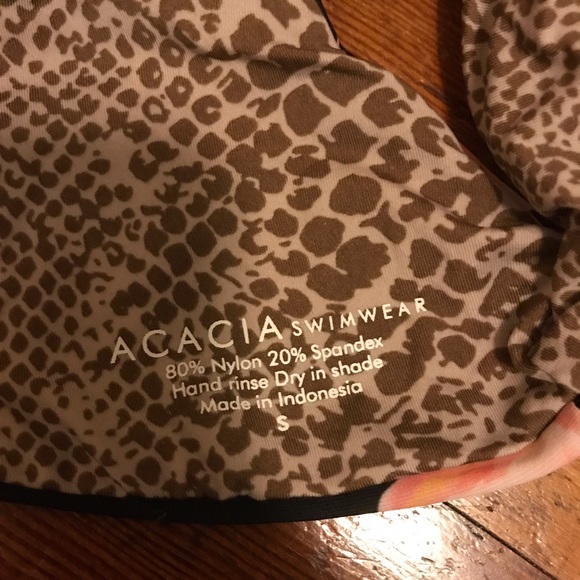 ACACIA SWIMWEAR
80% Nylon 20% Spandex
Hand rinse Dry in shade
Made in Indonesia
S